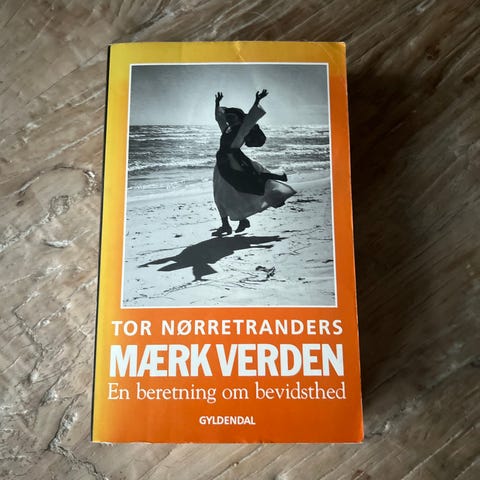 TOR NØRRETRANDERS
MÆRK VERDEN
En beretning om bevidsthed
GYLDENDAL